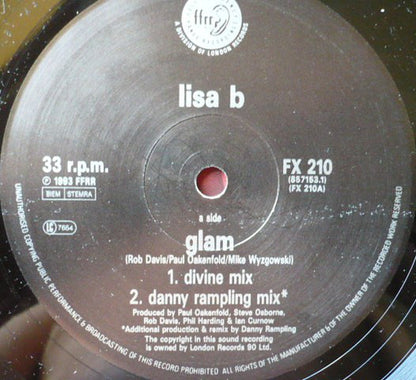 ffrr
A DIVISION OF LONDON RECORDS
lisa b
33 r.p.m.
℗ 1993 FFRR
BIEM STEMRA
FX 210
(857153.1)
(FX 210A)
LC 7654
a side
glam
(Rob Davis/Paul Oakenfold/Mike Wyzgowski)
1. divine mix
2. danny rampling mix*
Produced by Paul Oakenfold, Steve Osborne,
Rob Davis, Phil Harding & Ian Curnow
*Additional production & remix by Danny Rampling
The copyright in this sound recording
is owned by London Records 90 Ltd.
UNAUTHORISED COPYING PUBLIC PERFORMANCE & BROADCASTING OF THIS RECORD PROHIBITED ALL RIGHTS OF THE MANUFACTURER & OF THE OWNER OF THE RECORDED WORK RESERVED